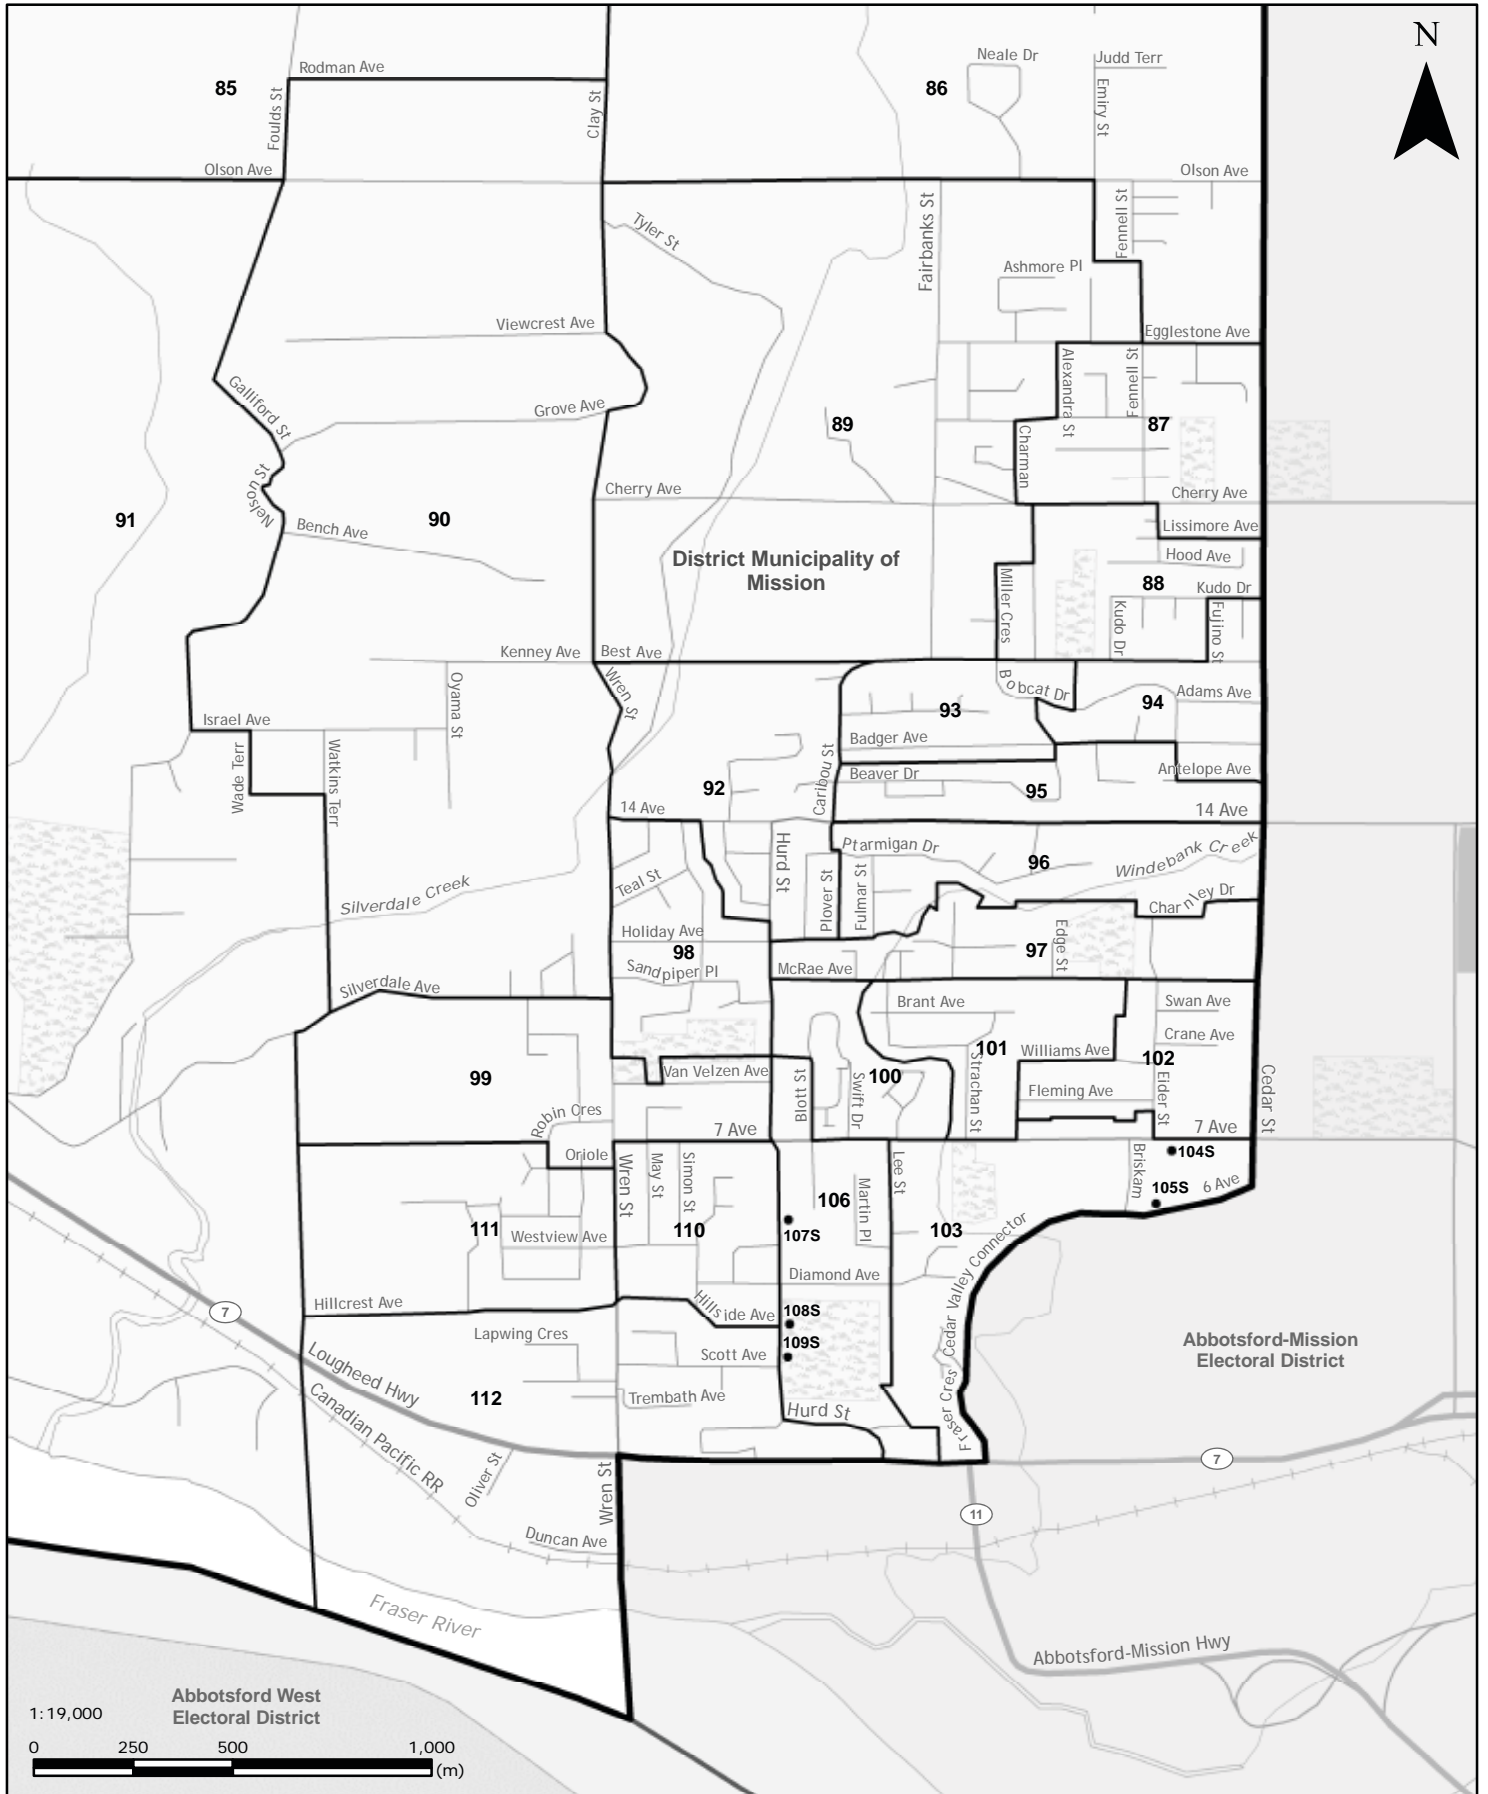 N
Neale Dr
Judd Terr
Rodman Ave
85
86
Foulds St
Clay St
Emiry St
Olson Ave
Olson Ave
Fairbanks St
Fennell St
Tyler St
Ashmore Pl
Viewcrest Ave
Egglestone Ave
Galliford St
Grove Ave
Alexandra St
Fennell St
89
87
Charman
Nelson St
Cherry Ave
Cherry Ave
91
90
Bench Ave
Lissimore Ave
District Municipality of
Mission
Hood Ave
88
Kudo Dr
Miller Cres
Kudo Dr
Fujino St
Kenney Ave
Best Ave
Wren St
Bobcat Dr
Oyama St
Adams Ave
94
93
Israel Ave
Badger Ave
Wade Terr
Watkins Terr
Caribou St
Beaver Dr
Antelope Ave
92
95
14 Ave
14 Ave
Hurd St
Ptarmigan Dr
Windebank Creek
96
Teal St
Plover St
Fulmar St
Silverdale Creek
Charnley Dr
Holiday Ave
98
97
Edge St
Sandpiper Pl
McRae Ave
Silverdale Ave
Brant Ave
Swan Ave
Crane Ave
101
Williams Ave
102
Van Velzen Ave
99
100
Blott St
Swift Dr
Strachan St
Fleming Ave
Eider St
Cedar St
Robin Cres
7 Ave
7 Ave
Oriole
Wren St
May St
Simon St
Lee St
Briskam
104S
105S
6 Ave
106
Martin Pl
107S
111
Westview Ave
110
103
Diamond Ave
Cedar Valley Connector
Hillcrest Ave
Hillside Ave
108S
7
Lapwing Cres
109S
Scott Ave
Abbotsford-Mission
Electoral District
Lougheed Hwy
112
Trembath Ave
Fraser Cres
Hurd St
Canadian Pacific RR
Oliver St
Wren St
7
11
Duncan Ave
Fraser River
Abbotsford-Mission Hwy
Abbotsford West
Electoral District
1:19,000
0 250 500 1,000
(m)